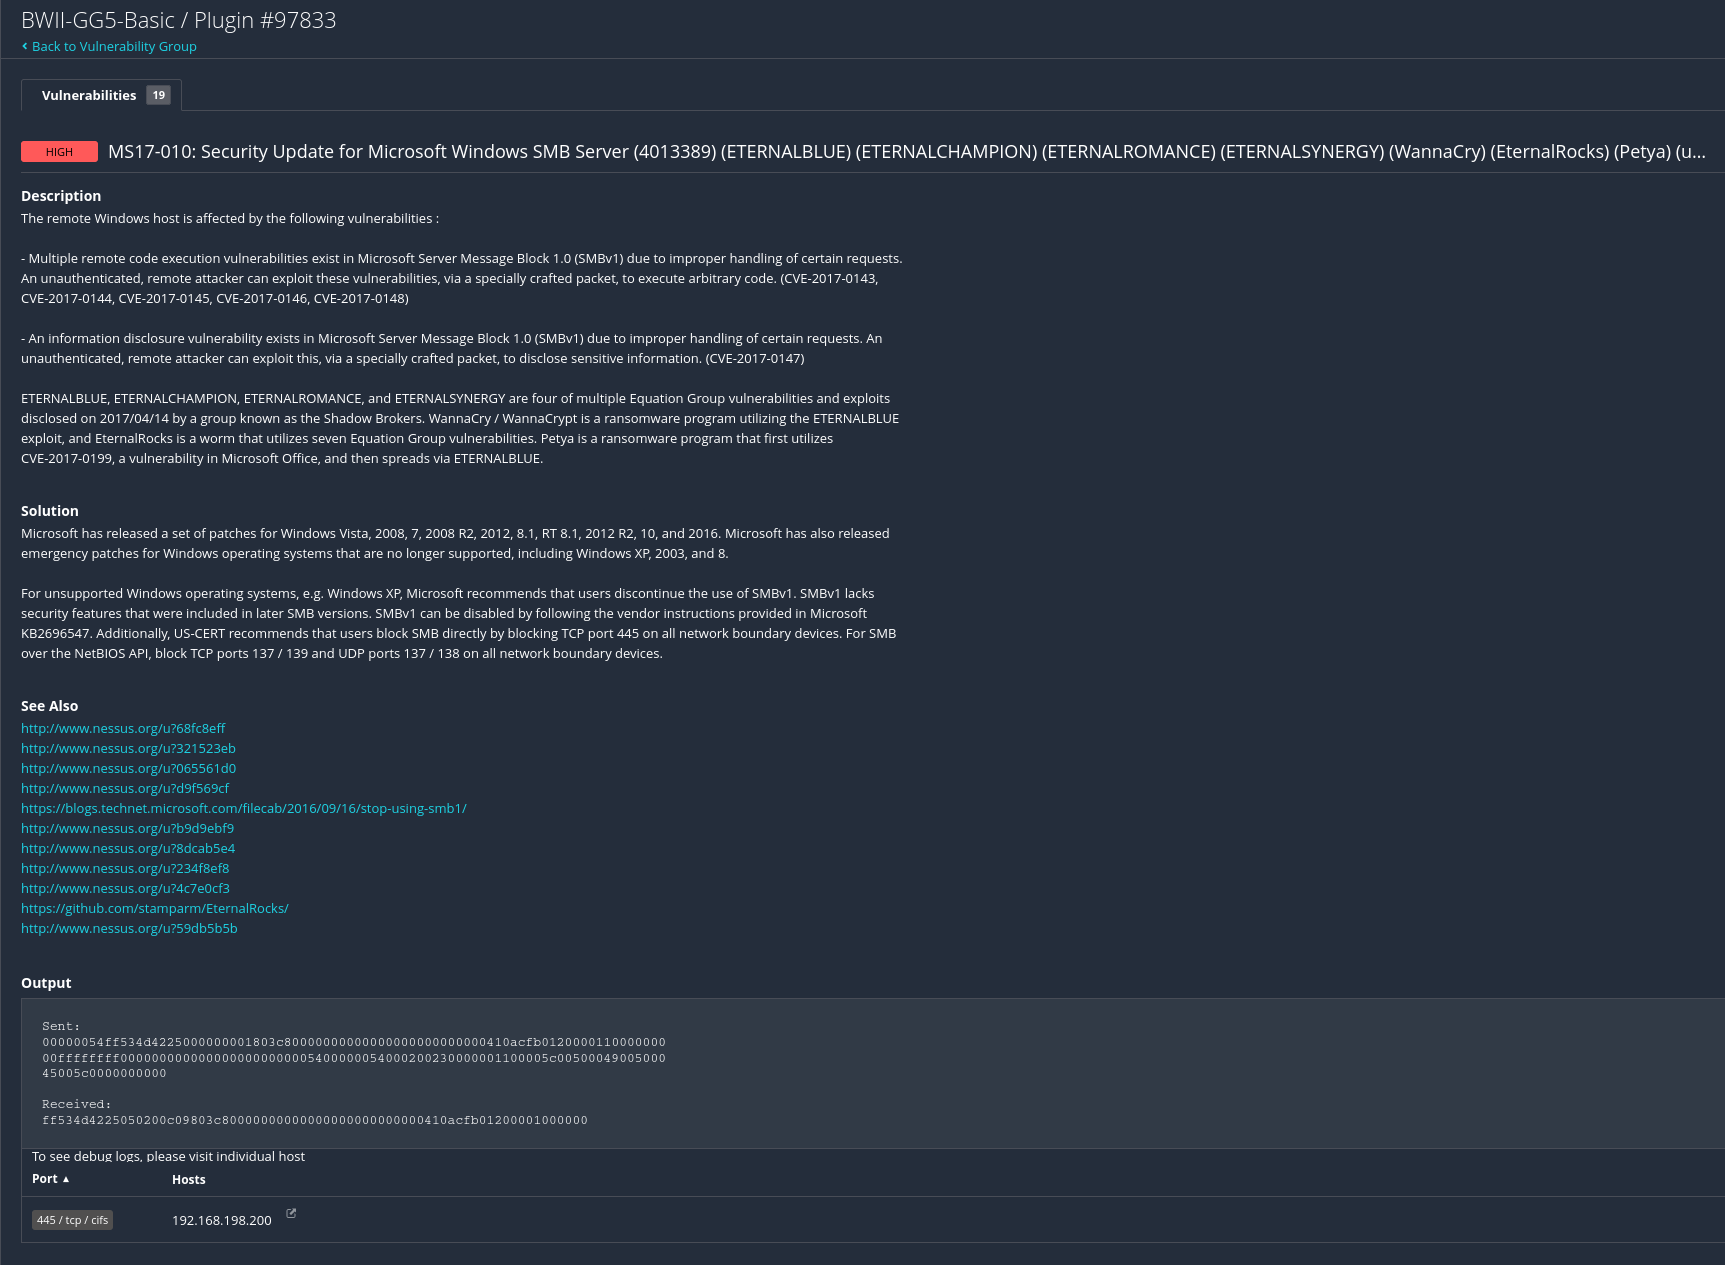 BWII-GG5-Basic / Plugin #97833
‹ Back to Vulnerability Group
Vulnerabilities 19
HIGH MS17-010: Security Update for Microsoft Windows SMB Server (4013389) (ETERNALBLUE) (ETERNALCHAMPION) (ETERNALROMANCE) (ETERNALSYNERGY) (WannaCry) (EternalRocks) (Petya) (u...
Description
The remote Windows host is affected by the following vulnerabilities :
- Multiple remote code execution vulnerabilities exist in Microsoft Server Message Block 1.0 (SMBv1) due to improper handling of certain requests.
An unauthenticated, remote attacker can exploit these vulnerabilities, via a specially crafted packet, to execute arbitrary code. (CVE-2017-0143,
CVE-2017-0144, CVE-2017-0145, CVE-2017-0146, CVE-2017-0148)
- An information disclosure vulnerability exists in Microsoft Server Message Block 1.0 (SMBv1) due to improper handling of certain requests. An
unauthenticated, remote attacker can exploit this, via a specially crafted packet, to disclose sensitive information. (CVE-2017-0147)
ETERNALBLUE, ETERNALCHAMPION, ETERNALROMANCE, and ETERNALSYNERGY are four of multiple Equation Group vulnerabilities and exploits
disclosed on 2017/04/14 by a group known as the Shadow Brokers. WannaCry / WannaCrypt is a ransomware program utilizing the ETERNALBLUE
exploit, and EternalRocks is a worm that utilizes seven Equation Group vulnerabilities. Petya is a ransomware program that first utilizes
CVE-2017-0199, a vulnerability in Microsoft Office, and then spreads via ETERNALBLUE.
Solution
Microsoft has released a set of patches for Windows Vista, 2008, 7, 2008 R2, 2012, 8.1, RT 8.1, 2012 R2, 10, and 2016. Microsoft has also released
emergency patches for Windows operating systems that are no longer supported, including Windows XP, 2003, and 8.
For unsupported Windows operating systems, e.g. Windows XP, Microsoft recommends that users discontinue the use of SMBv1. SMBv1 lacks
security features that were included in later SMB versions. SMBv1 can be disabled by following the vendor instructions provided in Microsoft
KB2696547. Additionally, US-CERT recommends that users block SMB directly by blocking TCP port 445 on all network boundary devices. For SMB
over the NetBIOS API, block TCP ports 137 / 139 and UDP ports 137 / 138 on all network boundary devices.
See Also
http://www.nessus.org/u?68fc8eff
http://www.nessus.org/u?321523eb
http://www.nessus.org/u?065561d0
http://www.nessus.org/u?d9f569cf
https://blogs.technet.microsoft.com/filecab/2016/09/16/stop-using-smb1/
http://www.nessus.org/u?b9d9ebf9
http://www.nessus.org/u?8dcab5e4
http://www.nessus.org/u?234f8ef8
http://www.nessus.org/u?4c7e0cf3
https://github.com/stamparm/EternalRocks/
http://www.nessus.org/u?59db5b5b
Output
Sent:
00000054ff534d4225000000001803c80000000000000000000000000410acfb0120000110000000
00ffffffff0000000000000000000000005400000054000200230000001100005c00500049005000
45005c0000000000
Received:
ff534d4225050200c09803c80000000000000000000000000410acfb01200001000000
To see debug logs, please visit individual host
Port ▲ Hosts
445 / tcp / cifs 192.168.198.200